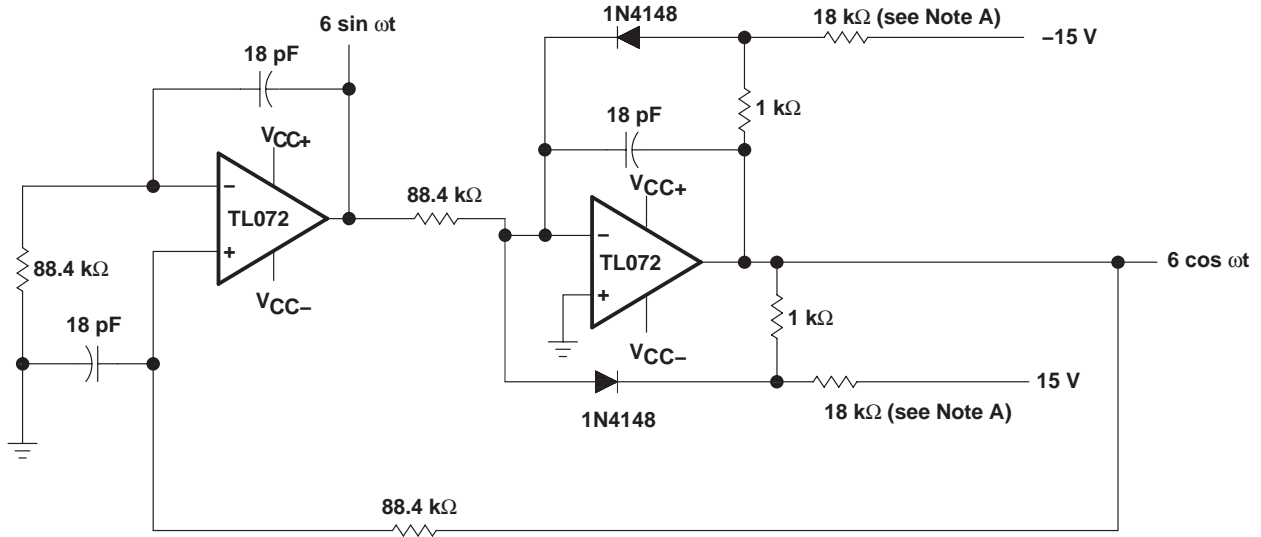 1N4148
18 kΩ (see Note A)
–15 V
6 sin ωt
18 pF
1 kΩ
18 pF
VCC+
–
TL072
+
VCC–
88.4 kΩ
VCC+
–
TL072
+
VCC–
6 cos ωt
88.4 kΩ
18 pF
1 kΩ
15 V
1N4148
18 kΩ (see Note A)
88.4 kΩ